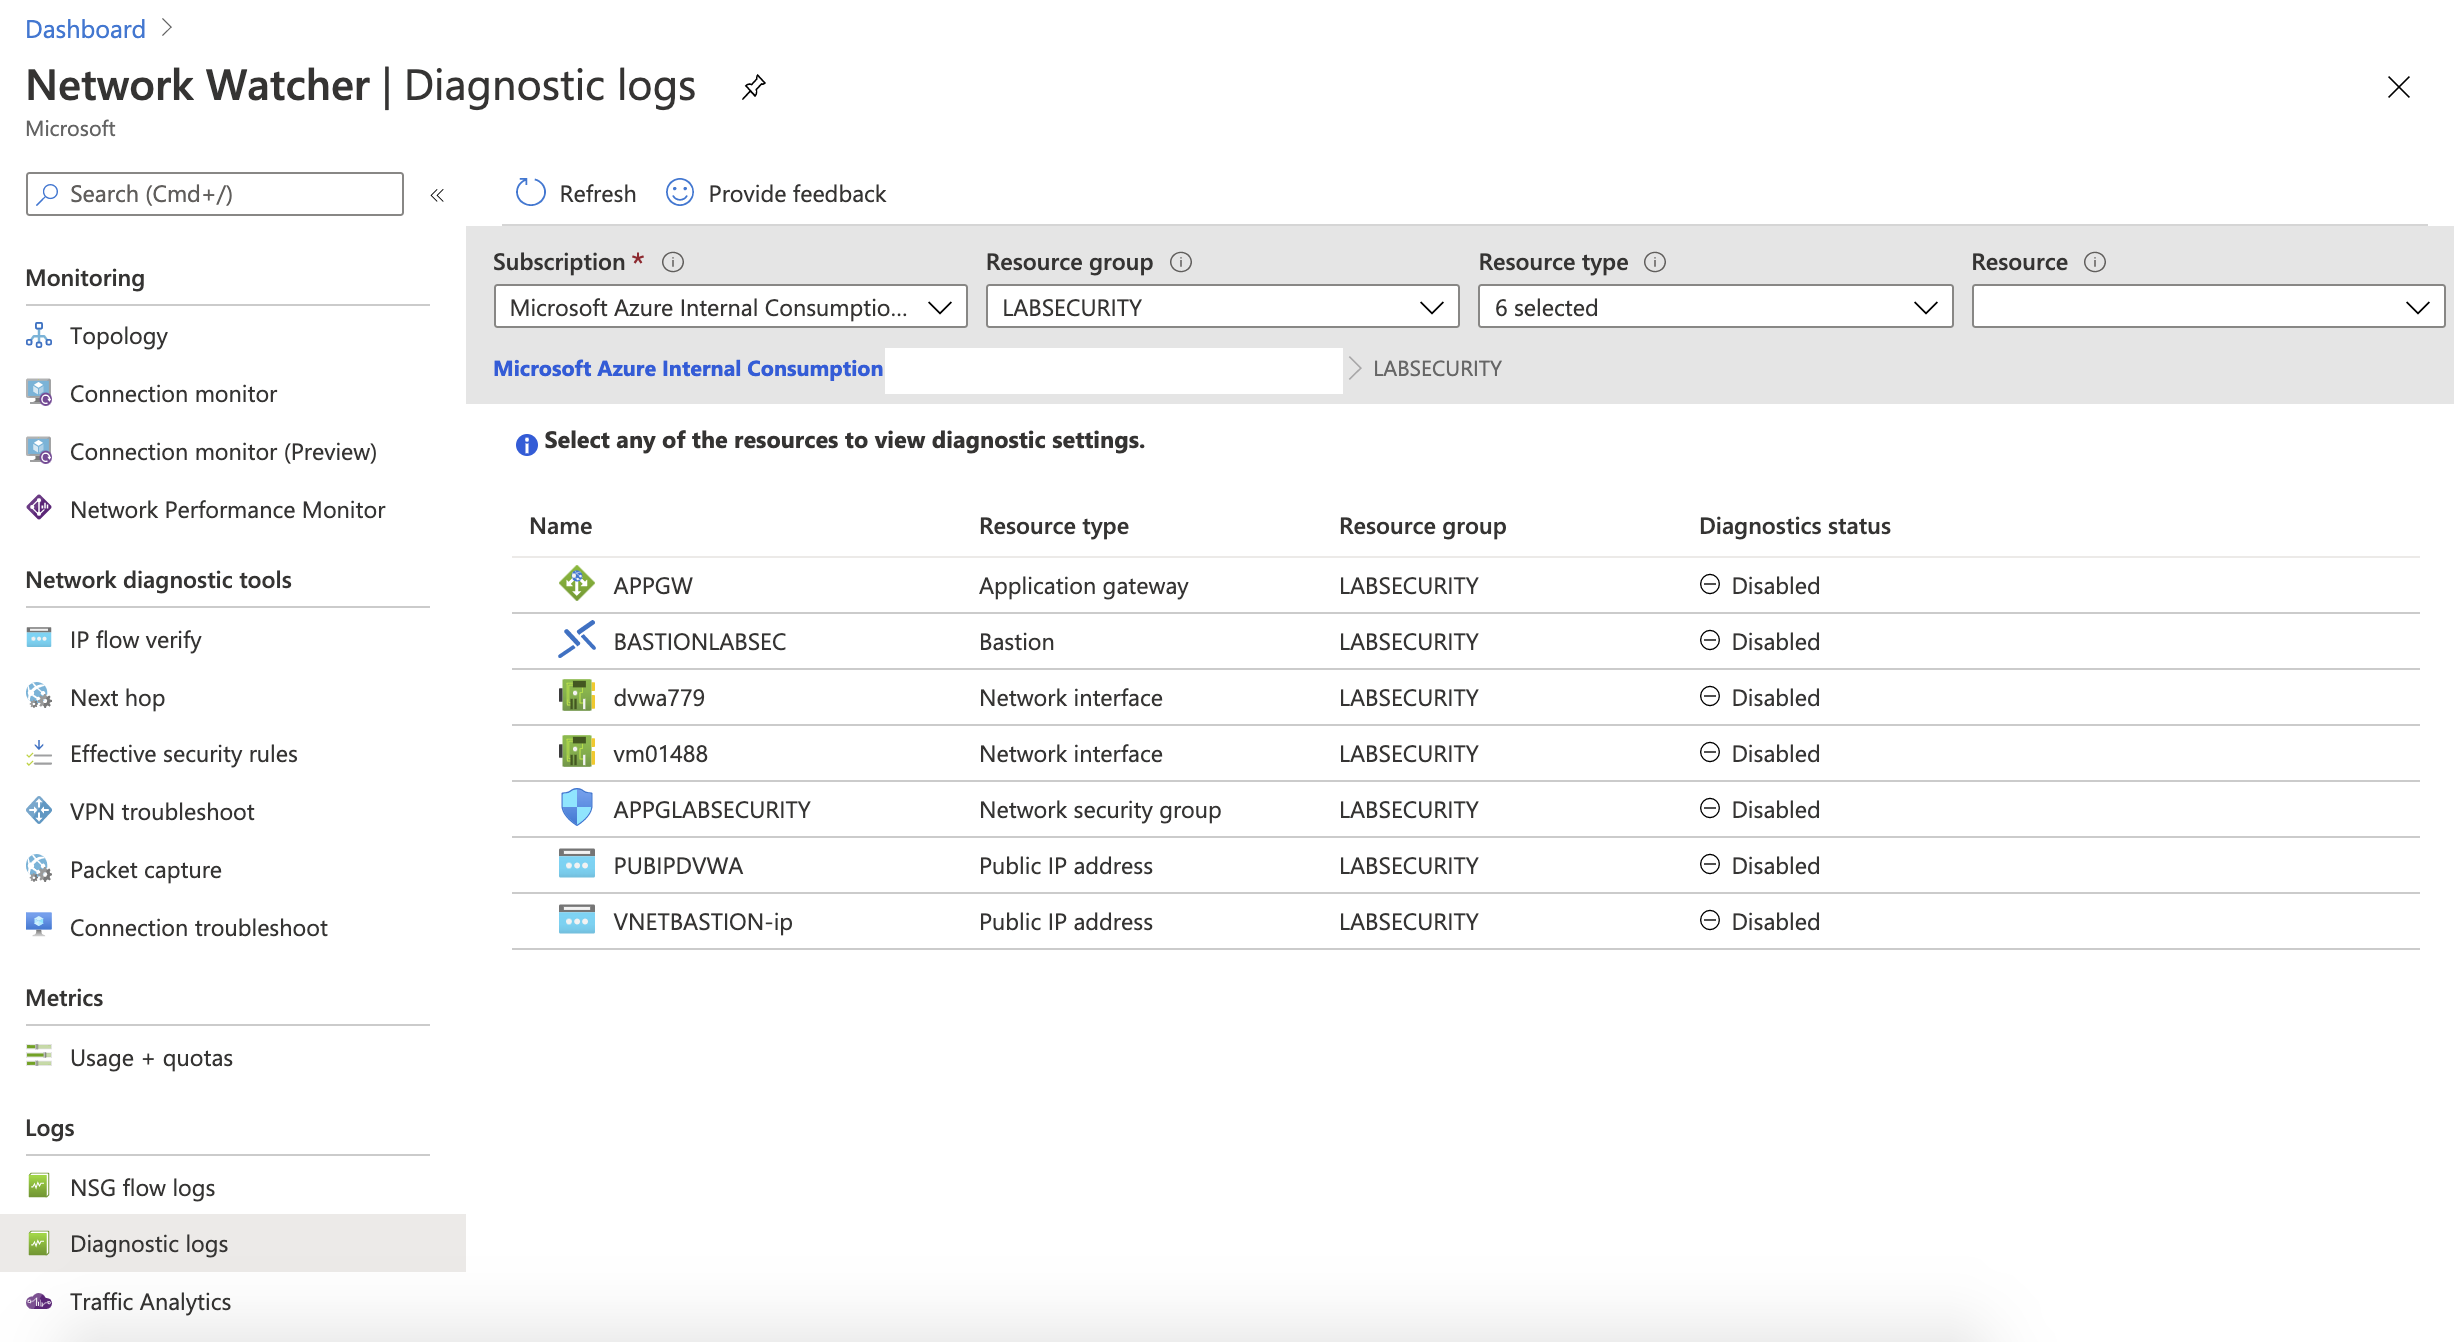 Dashboard
Network Watcher | Diagnostic logs
Microsoft
Search (Cmd+/)
«
Refresh
Provide feedback
Monitoring
Topology
Connection monitor
Connection monitor (Preview)
Network Performance Monitor
Network diagnostic tools
IP flow verify
Next hop
Effective security rules
VPN troubleshoot
Packet capture
Connection troubleshoot
Metrics
Usage + quotas
Logs
NSG flow logs
Diagnostic logs
Traffic Analytics
Subscription * Resource group Resource type Resource
Microsoft Azure Internal Consumptio... LABSECURITY 6 selected
Microsoft Azure Internal Consumption LABSECURITY
Select any of the resources to view diagnostic settings.
Name Resource type Resource group Diagnostics status
APPGW Application gateway LABSECURITY Disabled
BASTIONLABSEC Bastion LABSECURITY Disabled
dvwa779 Network interface LABSECURITY Disabled
vm01488 Network interface LABSECURITY Disabled
APPGLABSECURITY Network security group LABSECURITY Disabled
PUBIPDVWA Public IP address LABSECURITY Disabled
VNETBASTION-ip Public IP address LABSECURITY Disabled